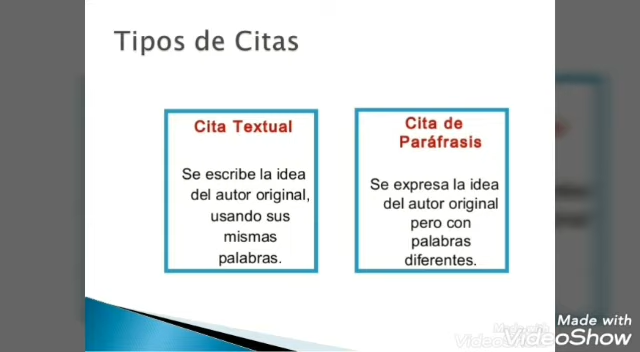 Tipos de Citas
Cita Textual
Se escribe la idea
del autor original,
usando sus
mismas
palabras.
Cita de
Paráfrasis
Se expresa la idea
del autor original
pero con
palabras
diferentes.
Made with
VideoShow